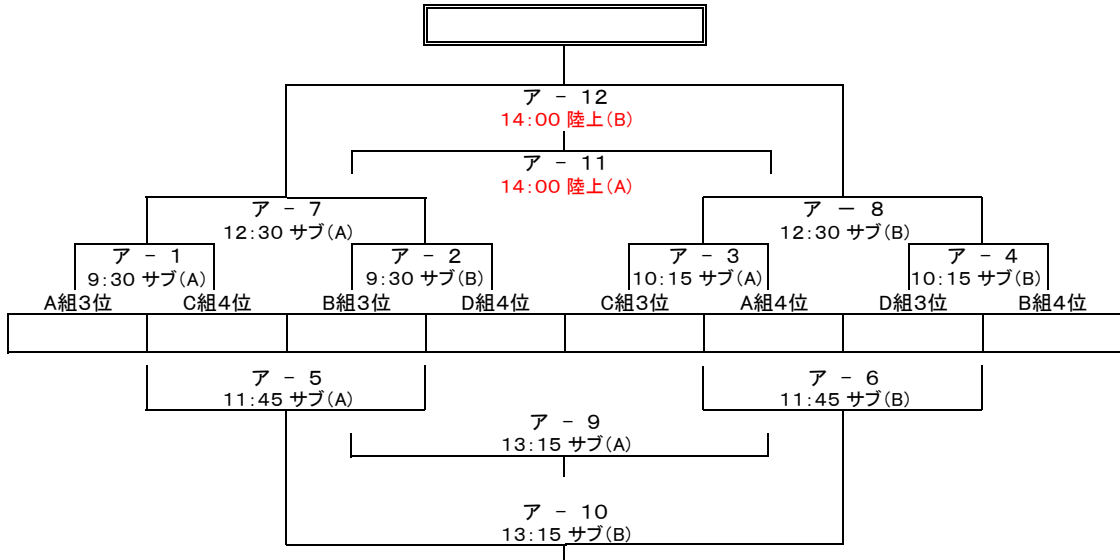 ア － 12
14:00 陸上(B)
ア － 11
14:00 陸上(A)
ア － 7
12:30 サブ(A)
ア － 8
12:30 サブ(B)
ア － 1
9:30 サブ(A)
ア － 2
9:30 サブ(B)
ア － 3
10:15 サブ(A)
ア － 4
10:15 サブ(B)
A組3位
C組4位
B組3位
D組4位
C組3位
A組4位
D組3位
B組4位
ア － 5
11:45 サブ(A)
ア － 6
11:45 サブ(B)
ア － 9
13:15 サブ(A)
ア － 10
13:15 サブ(B)